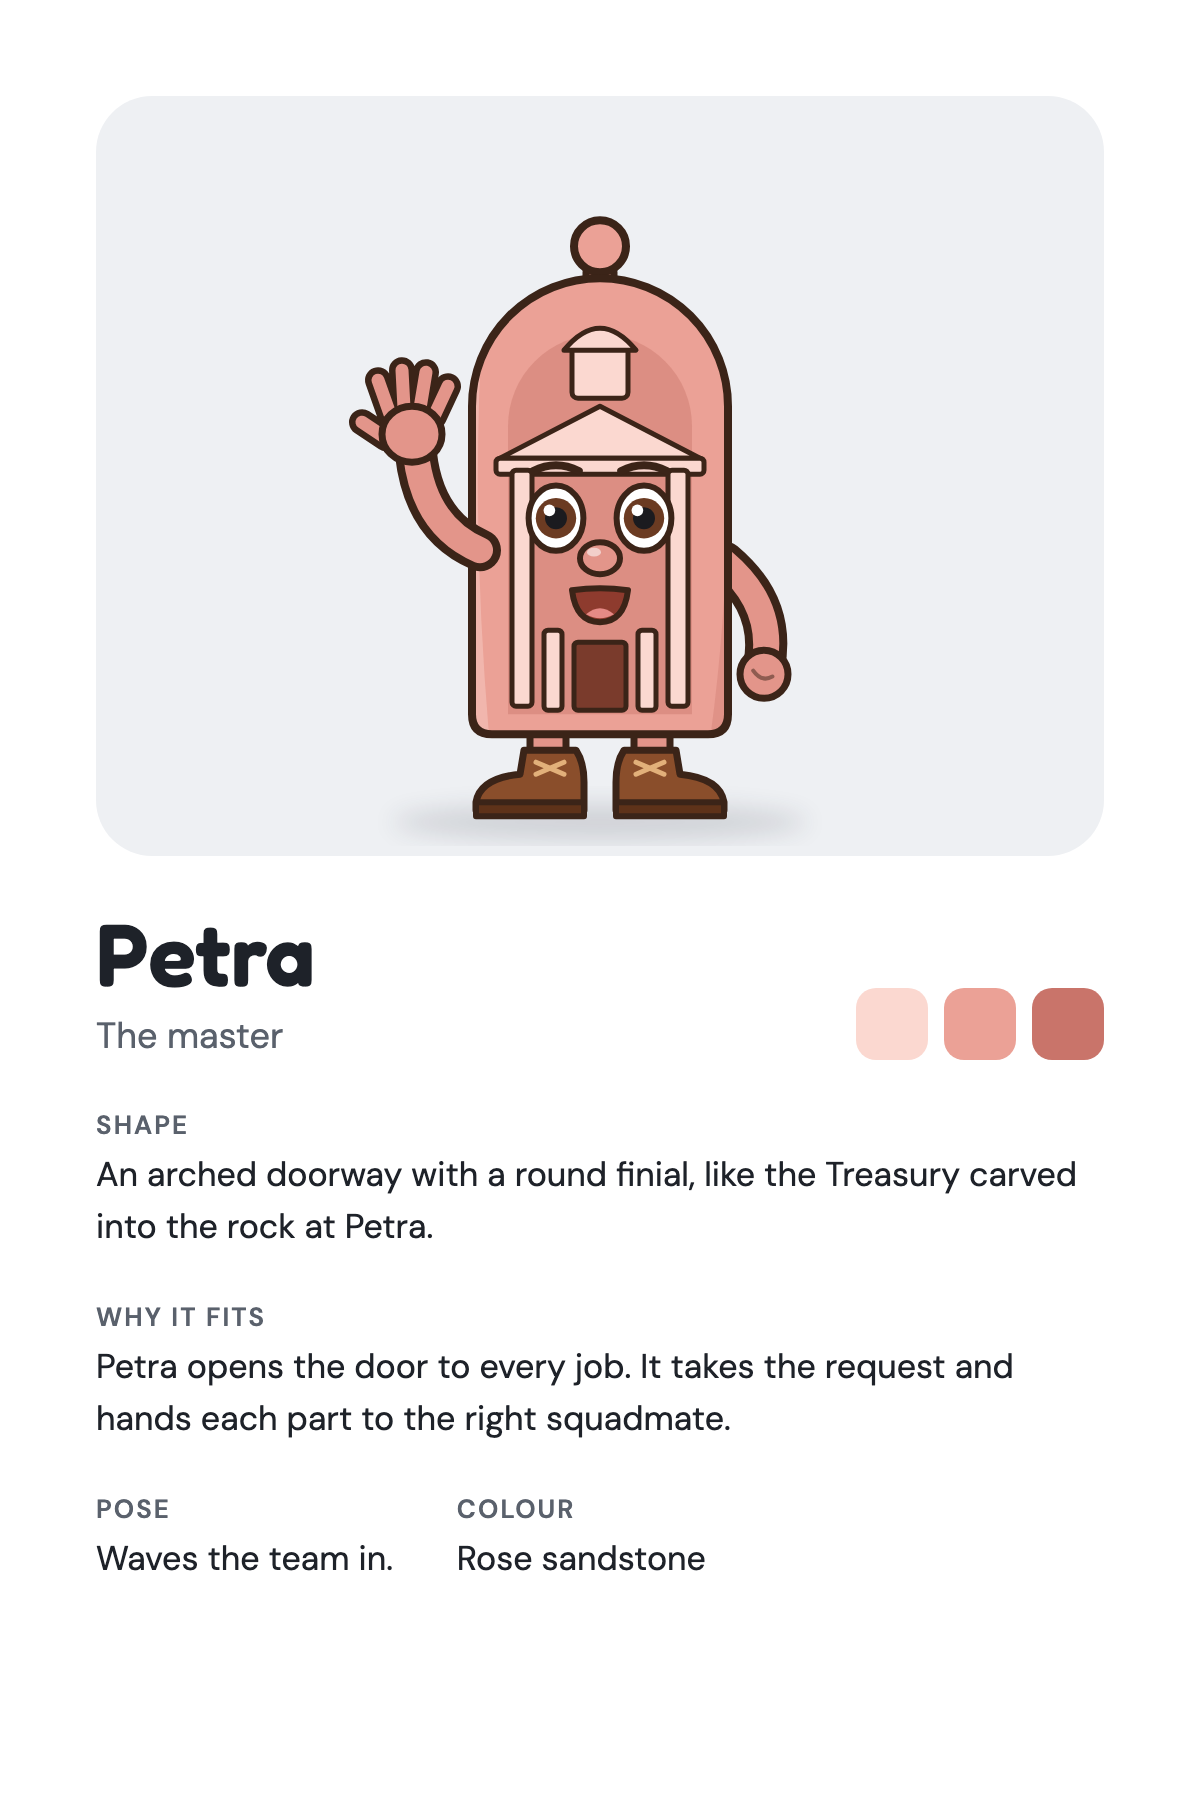 Petra
The master
SHAPE
An arched doorway with a round finial, like the Treasury carved
into the rock at Petra.
WHY IT FITS
Petra opens the door to every job. It takes the request and
hands each part to the right squadmate.
POSE
Waves the team in.
COLOUR
Rose sandstone